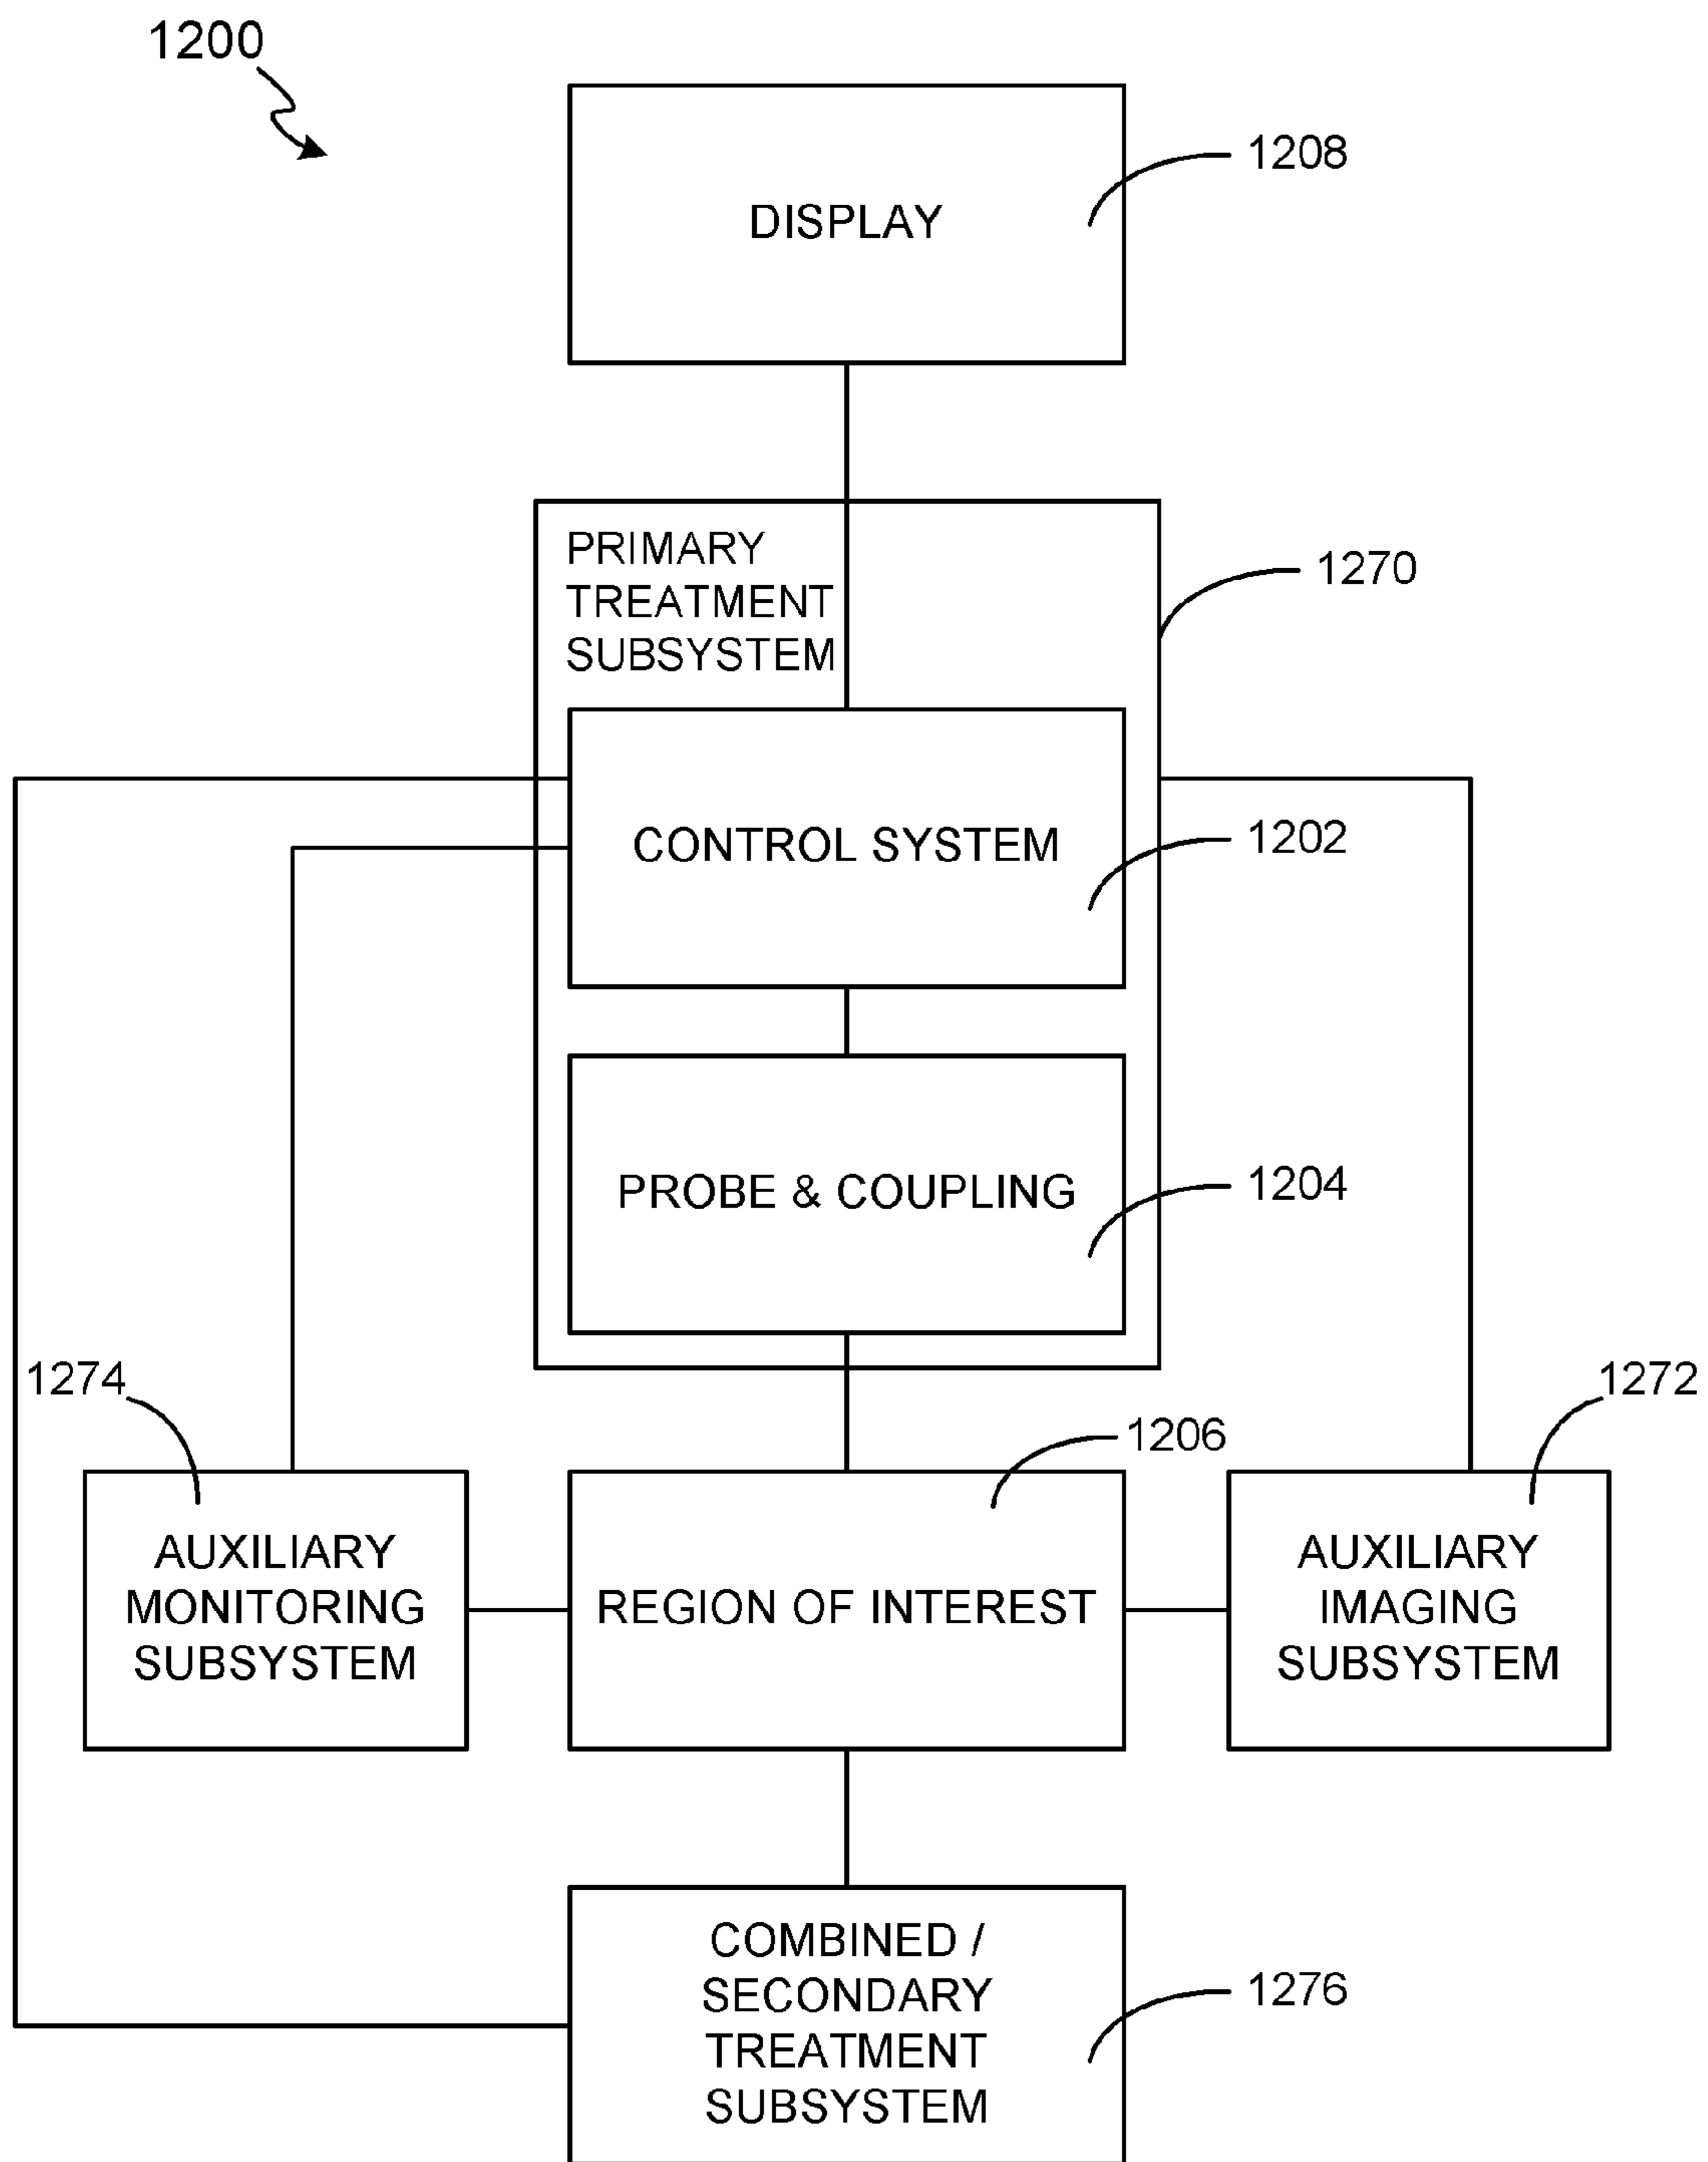 1200
DISPLAY
1208
PRIMARY
TREATMENT
SUBSYSTEM
1270
CONTROL SYSTEM
1202
PROBE & COUPLING
1204
1274
1272
1206
AUXILIARY
MONITORING
SUBSYSTEM
REGION OF INTEREST
AUXILIARY
IMAGING
SUBSYSTEM
COMBINED /
SECONDARY
TREATMENT
SUBSYSTEM
1276